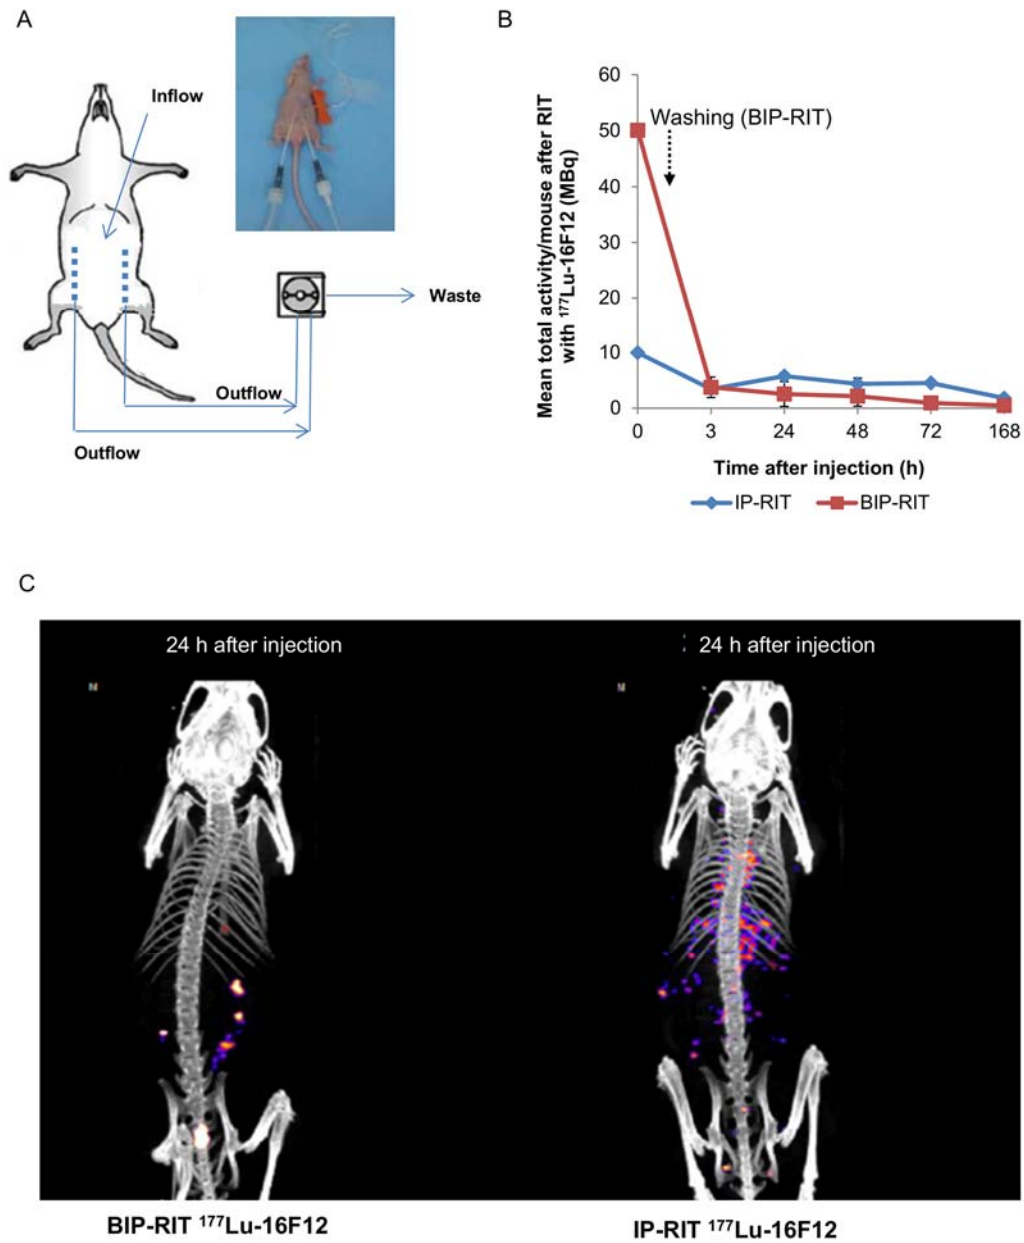 A
Inflow
Waste
Outflow
Outflow
B
Mean total activity/mouse after RIT
with ¹⁷⁷Lu-16F12 (MBq)
60
50
40
30
20
10
0
Washing (BIP-RIT)
0 3 24 48 72 168
Time after injection (h)
IP-RIT BIP-RIT
C
24 h after injection
24 h after injection
M
M
BIP-RIT ¹⁷⁷Lu-16F12
IP-RIT ¹⁷⁷Lu-16F12